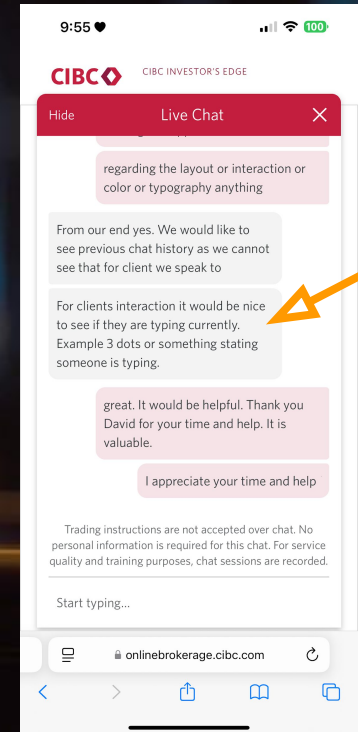 9:55
100
CIBC
CIBC INVESTOR'S EDGE
Hide
Live Chat
regarding the layout or interaction or
color or typography anything
From our end yes. We would like to
see previous chat history as we cannot
see that for client we speak to
For clients interaction it would be nice
to see if they are typing currently.
Example 3 dots or something stating
someone is typing.
great. It would be helpful. Thank you
David for your time and help. It is
valuable.
I appreciate your time and help
Trading instructions are not accepted over chat. No
personal information is required for this chat. For service
quality and training purposes, chat sessions are recorded.
Start typing...
onlinebrokerage.cibc.com